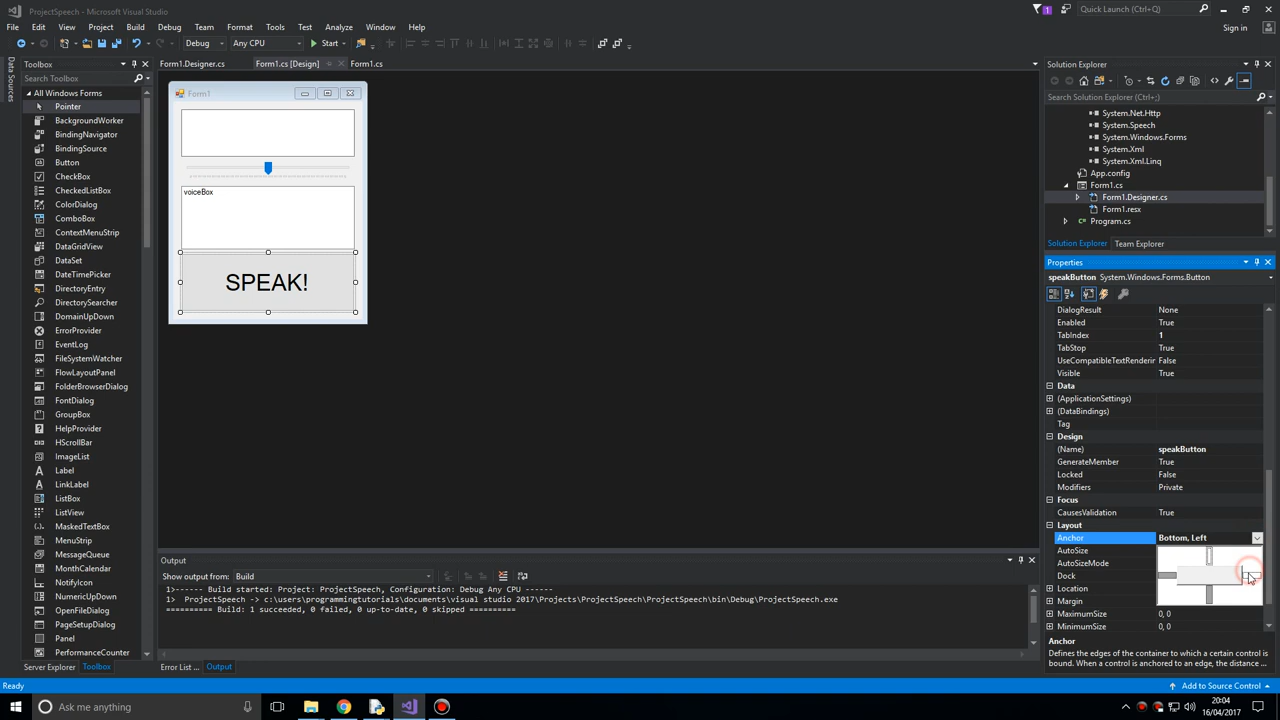 ProjectSpeech - Microsoft Visual Studio
1
Quick Launch (Ctrl+Q)
File Edit View Project Build Debug Team Format Tools Test Analyze Window Help
Sign in
Debug Any CPU Start
Data Sources
Toolbox
Search Toolbox
All Windows Forms
Pointer
BackgroundWorker
BindingNavigator
BindingSource
Button
CheckBox
CheckedListBox
ColorDialog
ComboBox
ContextMenuStrip
DataGridView
DataSet
DateTimePicker
DirectoryEntry
DirectorySearcher
DomainUpDown
ErrorProvider
EventLog
FileSystemWatcher
FlowLayoutPanel
FolderBrowserDialog
FontDialog
GroupBox
HelpProvider
HScrollBar
ImageList
Label
LinkLabel
ListBox
ListView
MaskedTextBox
MenuStrip
MessageQueue
MonthCalendar
NotifyIcon
NumericUpDown
OpenFileDialog
PageSetupDialog
Panel
PerformanceCounter
Server Explorer Toolbox
Form1.Designer.cs Form1.cs [Design] Form1.cs
Form1
voiceBox
SPEAK!
Output
Show output from: Build
1>------ Build started: Project: ProjectSpeech, Configuration: Debug Any CPU ------
1> ProjectSpeech -> c:\users\programmingtutorials\documents\visual studio 2017\Projects\ProjectSpeech\ProjectSpeech\bin\Debug\ProjectSpeech.exe
========== Build: 1 succeeded, 0 failed, 0 up-to-date, 0 skipped ==========
Error List ... Output
Solution Explorer
Search Solution Explorer (Ctrl+;)
System.Net.Http
System.Speech
System.Windows.Forms
System.Xml
System.Xml.Linq
App.config
Form1.cs
Form1.Designer.cs
Form1.resx
Program.cs
Solution Explorer Team Explorer
Properties
speakButton System.Windows.Forms.Button
DialogResult None
Enabled True
TabIndex 1
TabStop True
UseCompatibleTextRenderin False
Visible True
Data
(ApplicationSettings)
(DataBindings)
Tag
Design
(Name) speakButton
GenerateMember True
Locked False
Modifiers Private
Focus
CausesValidation True
Layout
Anchor Bottom, Left
AutoSize
AutoSizeMode
Dock
Location
Margin
MaximumSize 0, 0
MinimumSize 0, 0
Anchor
Defines the edges of the container to which a certain control is
bound. When a control is anchored to an edge, the distance ...
Ready
Add to Source Control
Ask me anything
20:04
16/04/2017